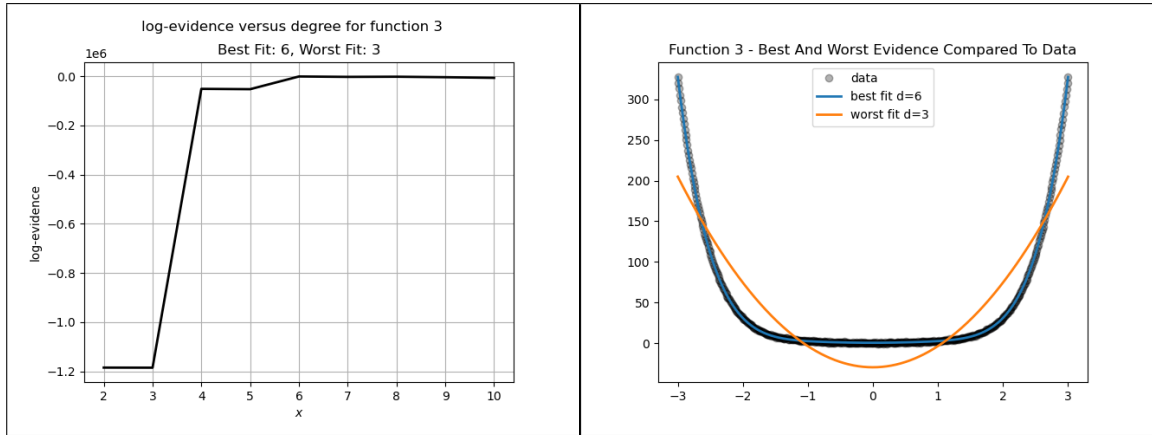 log-evidence versus degree for function 3
Best Fit: 6, Worst Fit: 3
1e6
0.0
−0.2
−0.4
−0.6
−0.8
−1.0
−1.2
log-evidence
2 3 4 5 6 7 8 9 10
x
Function 3 - Best And Worst Evidence Compared To Data
data
best fit d=6
worst fit d=3
300
250
200
150
100
50
0
−3 −2 −1 0 1 2 3